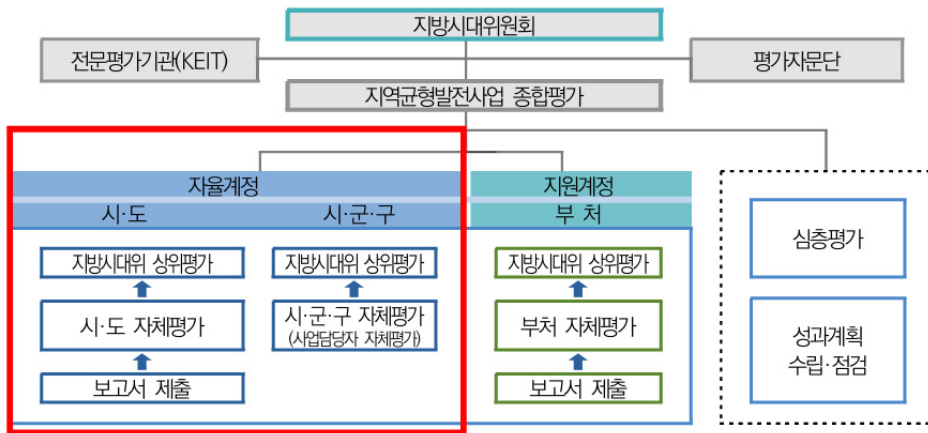 지방시대위원회
전문평가기관(KEIT)
평가자문단
지역균형발전사업 종합평가
자율계정
지원계정
시·도
시·군·구
부 처
지방시대위 상위평가
지방시대위 상위평가
지방시대위 상위평가
시·도 자체평가
시·군·구 자체평가
(사업담당자 자체평가)
부처 자체평가
보고서 제출
보고서 제출
심층평가
성과계획
수립·점검